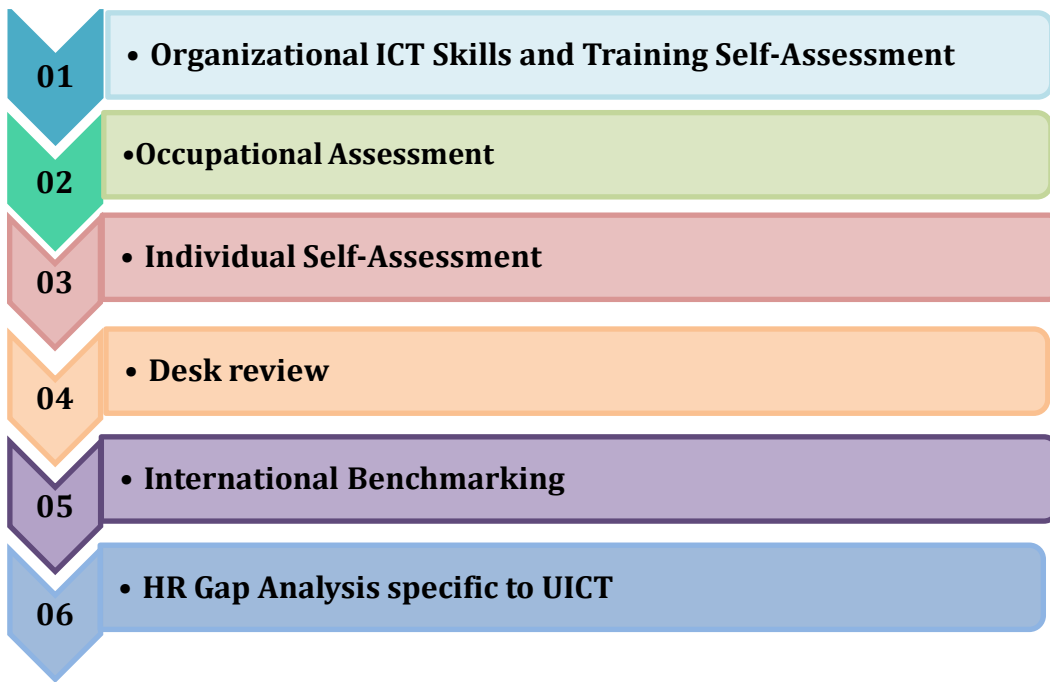 01
• Organizational ICT Skills and Training Self-Assessment
02
•Occupational Assessment
03
• Individual Self-Assessment
04
• Desk review
05
• International Benchmarking
06
• HR Gap Analysis specific to UICT